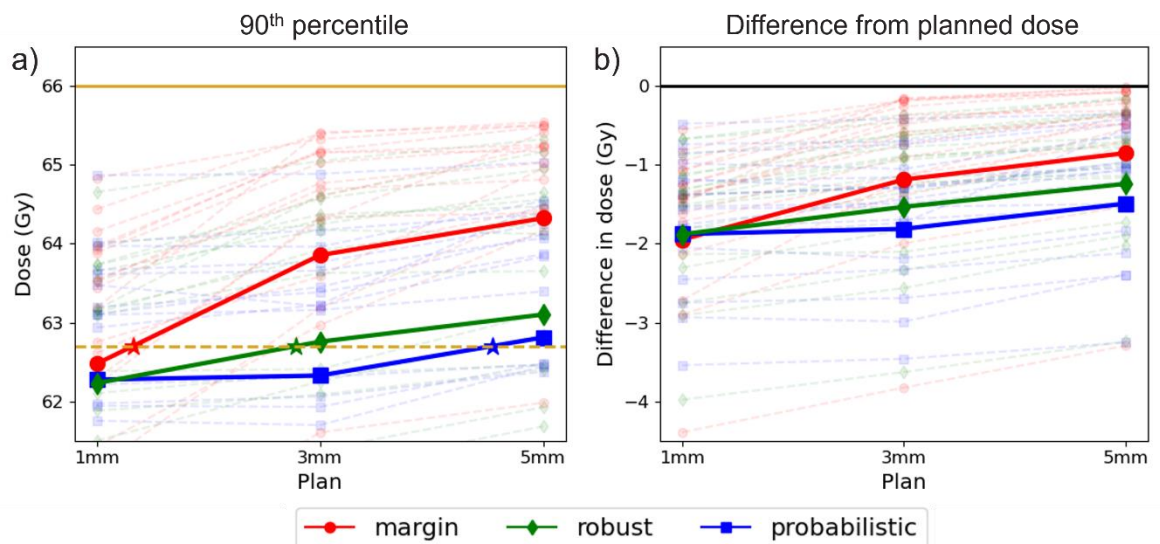 90th percentile
Difference from planned dose
a)
66
65
64
63
62
Dose (Gy)
1mm 3mm 5mm
Plan
b)
0
−1
−2
−3
−4
Difference in dose (Gy)
1mm 3mm 5mm
Plan
margin robust probabilistic